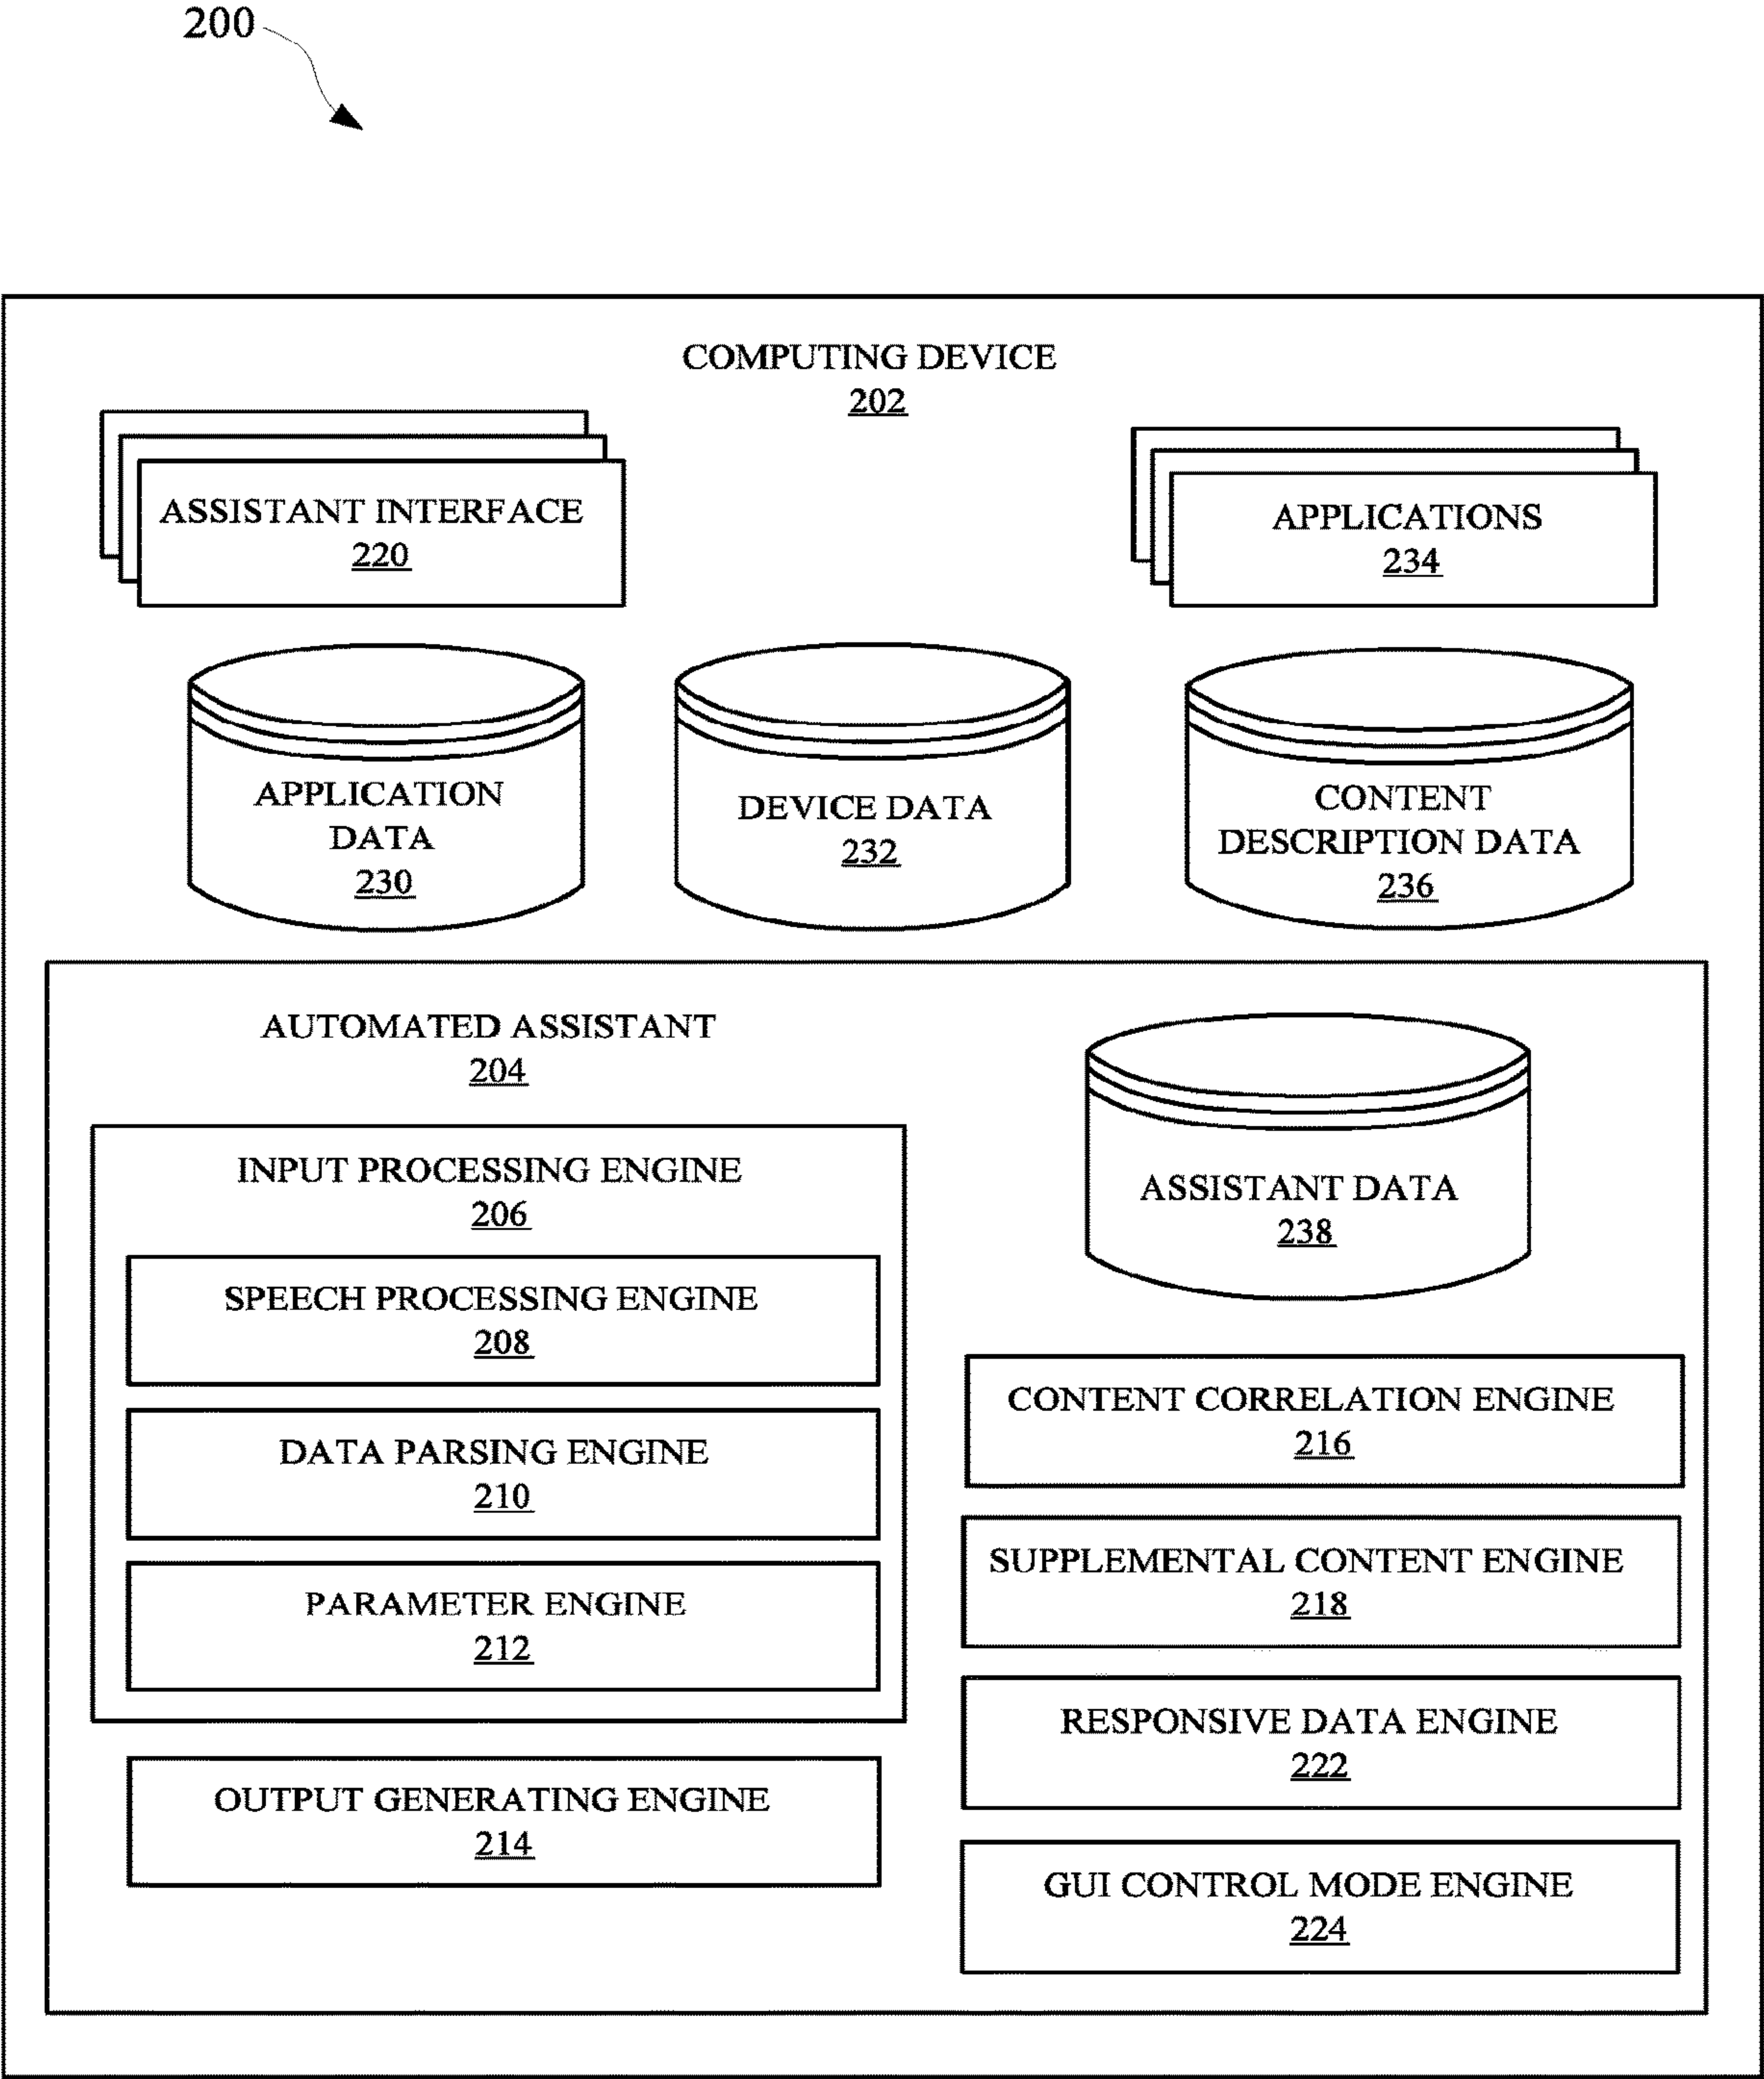 200
COMPUTING DEVICE
202
ASSISTANT INTERFACE
220
APPLICATIONS
234
APPLICATION
DATA
230
DEVICE DATA
232
CONTENT
DESCRIPTION DATA
236
AUTOMATED ASSISTANT
204
INPUT PROCESSING ENGINE
206
SPEECH PROCESSING ENGINE
208
DATA PARSING ENGINE
210
PARAMETER ENGINE
212
OUTPUT GENERATING ENGINE
214
ASSISTANT DATA
238
CONTENT CORRELATION ENGINE
216
SUPPLEMENTAL CONTENT ENGINE
218
RESPONSIVE DATA ENGINE
222
GUI CONTROL MODE ENGINE
224